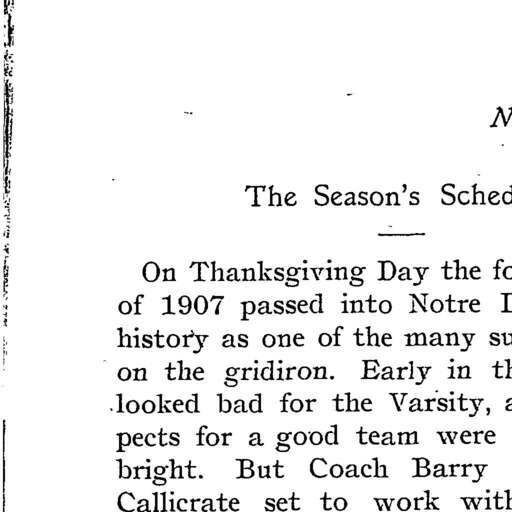 N
The Season's Sched
On Thanksgiving Day the fo
of 1907 passed into Notre D
history as one of the many su
on the gridiron. Early in th
looked bad for the Varsity, a
pects for a good team were
bright. But Coach Barry
Callicrate set to work with